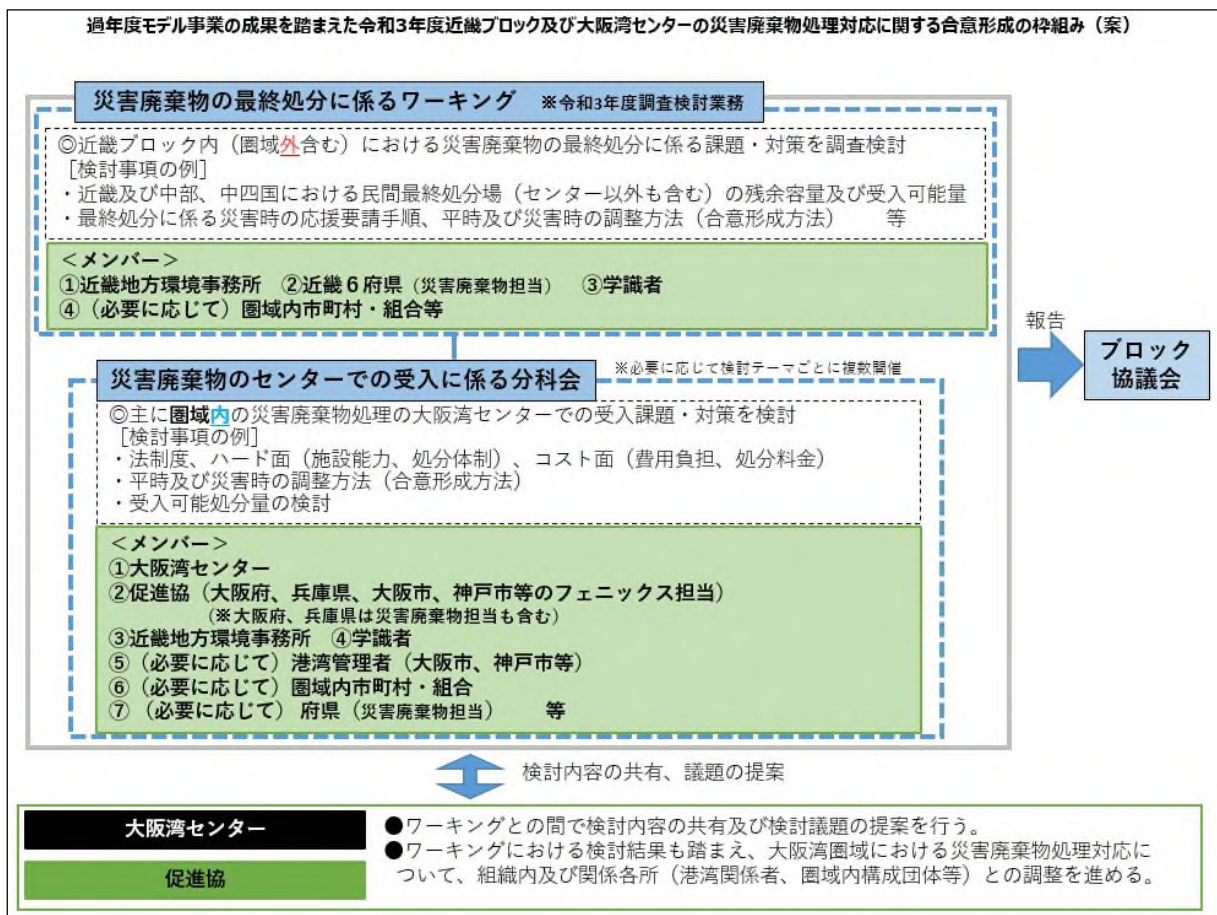 過年度モデル事業の成果を踏まえた令和3年度近畿ブロック及び大阪湾センターの災害廃棄物処理対応に関する合意形成の枠組み（案）
災害廃棄物の最終処分に係るワーキング ※令和3年度調査検討業務
◎近畿ブロック内（圏域外含む）における災害廃棄物の最終処分に係る課題・対策を調査検討
［検討事項の例］
・近畿及び中部、中四国における民間最終処分場（センター以外も含む）の残余容量及び受入可能量
・最終処分に係る災害時の応援要請手順、平時及び災害時の調整方法（合意形成方法） 等
＜メンバー＞
①近畿地方環境事務所 ②近畿６府県（災害廃棄物担当） ③学識者
④（必要に応じて）圏域内市町村・組合等
報告
ブロック
協議会
災害廃棄物のセンターでの受入に係る分科会
※必要に応じて検討テーマごとに複数開催
◎主に圏域内の災害廃棄物処理の大阪湾センターでの受入課題・対策を検討
［検討事項の例］
・法制度、ハード面（施設能力、処分体制）、コスト面（費用負担、処分料金）
・平時及び災害時の調整方法（合意形成方法）
・受入可能処分量の検討
＜メンバー＞
①大阪湾センター
②促進協（大阪府、兵庫県、大阪市、神戸市等のフェニックス担当）
（※大阪府、兵庫県は災害廃棄物担当も含む）
③近畿地方環境事務所 ④学識者
⑤（必要に応じて）港湾管理者（大阪市、神戸市等）
⑥（必要に応じて）圏域内市町村・組合
⑦（必要に応じて）府県（災害廃棄物担当） 等
検討内容の共有、議題の提案
大阪湾センター
促進協
●ワーキングとの間で検討内容の共有及び検討議題の提案を行う。
●ワーキングにおける検討結果も踏まえ、大阪湾圏域における災害廃棄物処理対応に
ついて、組織内及び関係各所（港湾関係者、圏域内構成団体等）との調整を進める。